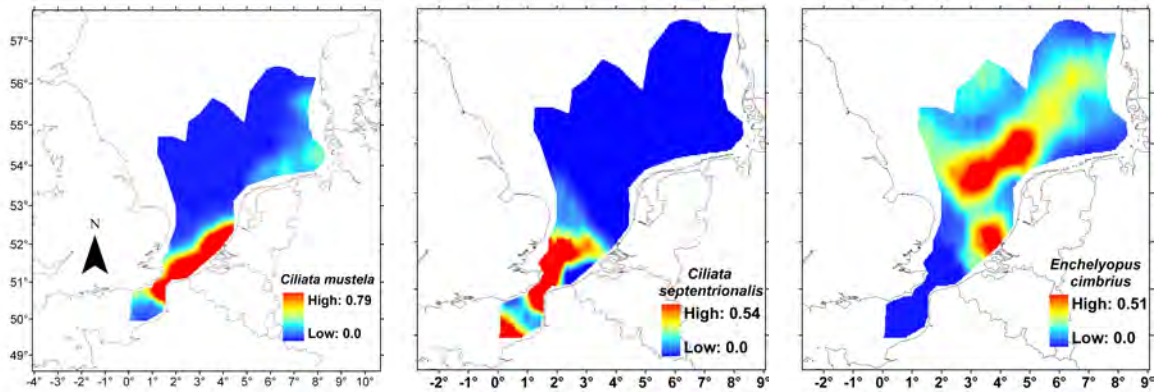 57°
56°
55°
54°
53°
52°
51°
50°
49°
N
Ciliata mustela
High: 0.79
Low: 0.0
-4° -3° -2° -1° 0° 1° 2° 3° 4° 5° 6° 7° 8° 9° 10°
Ciliata
septentrionalis
High: 0.54
Low: 0.0
-2° -1° 0° 1° 2° 3° 4° 5° 6° 7° 8° 9°
Enchelyopus
cimbrius
High: 0.51
Low: 0.0
-2° -1° 0° 1° 2° 3° 4° 5° 6° 7° 8° 9°